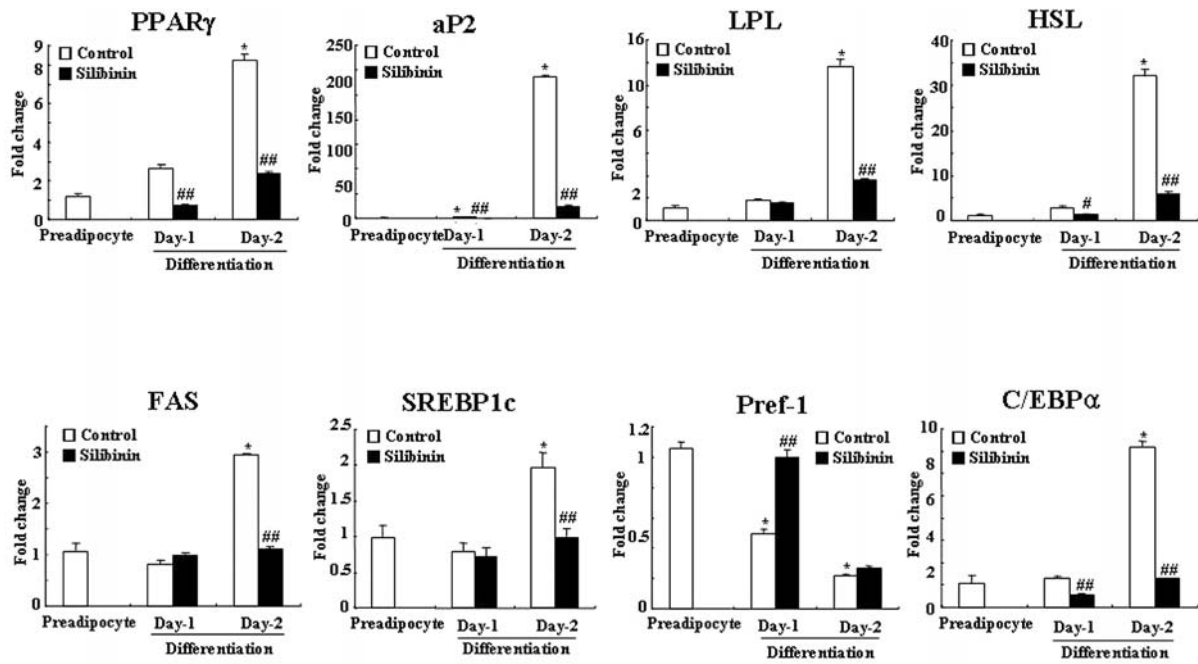 PPARγ
9
8
6
4
2
1
0
Fold change
Control
Silibinin
*
##
##
Preadipocyte
Day-1
Day-2
Differentiation
aP2
250
200
150
100
50
0
Fold change
Control
Silibinin
*
##
*
##
Preadipocyte
Day-1
Day-2
Differentiation
LPL
16
12
10
6
2
0
Fold change
Control
Silibinin
*
##
Preadipocyte
Day-1
Day-2
Differentiation
HSL
40
30
20
10
0
Fold change
Control
Silibinin
#
*
##
Preadipocyte
Day-1
Day-2
Differentiation
FAS
3
2
1
0
Fold change
Control
Silibinin
*
##
Preadipocyte
Day-1
Day-2
Differentiation
SREBP1c
2.5
2
1.5
1
0.5
0
Fold change
Control
Silibinin
*
##
Preadipocyte
Day-1
Day-2
Differentiation
Pref-1
1.2
1
0.5
0
Fold change
Control
Silibinin
*
##
*
Preadipocyte
Day-1
Day-2
Differentiation
C/EBPα
10
8
6
4
2
0
Fold change
Control
Silibinin
##
*
##
Preadipocyte
Day-1
Day-2
Differentiation